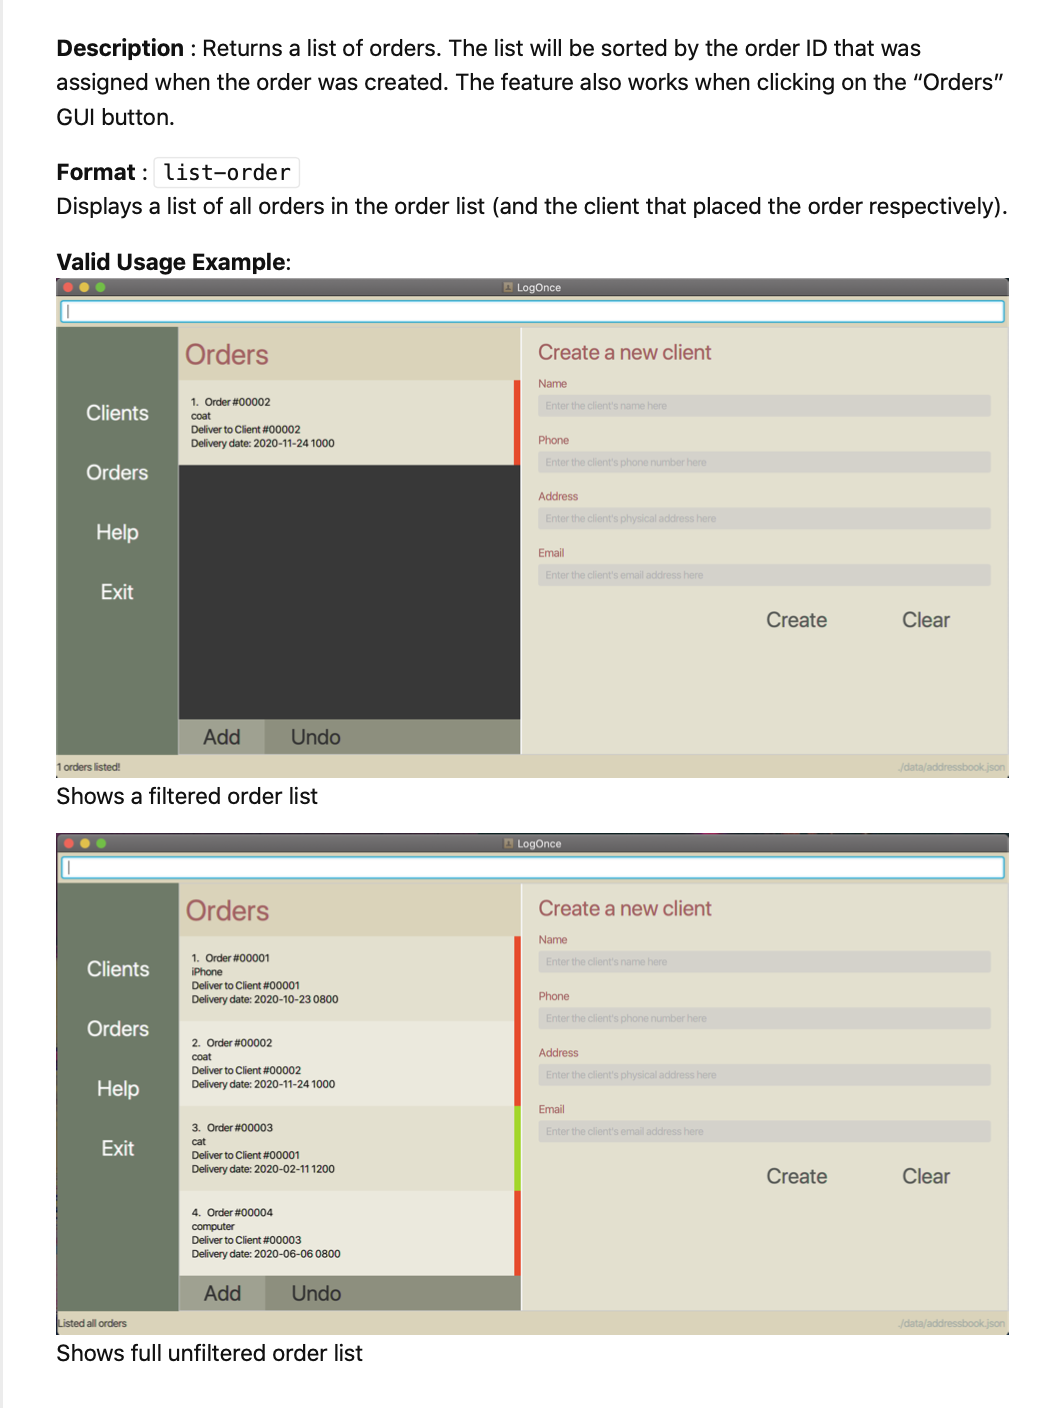 Description : Returns a list of orders. The list will be sorted by the order ID that was
assigned when the order was created. The feature also works when clicking on the “Orders”
GUI button.
Format : list-order
Displays a list of all orders in the order list (and the client that placed the order respectively).
Valid Usage Example:
LogOnce
Clients
Orders
Help
Exit
Orders
1. Order #00002
coat
Deliver to Client #00002
Delivery date: 2020-11-24 1000
Add Undo
Create a new client
Name
Enter the client's name here
Phone
Enter the client's phone number here
Address
Enter the client's physical address here
Email
Enter the client's email address here
Create Clear
1 orders listed!
./data/addressbook.json
Shows a filtered order list
LogOnce
Clients
Orders
Help
Exit
Orders
1. Order #00001
iPhone
Deliver to Client #00001
Delivery date: 2020-10-23 0800
2. Order #00002
coat
Deliver to Client #00002
Delivery date: 2020-11-24 1000
3. Order #00003
cat
Deliver to Client #00001
Delivery date: 2020-02-11 1200
4. Order #00004
computer
Deliver to Client #00003
Delivery date: 2020-06-06 0800
Add Undo
Create a new client
Name
Enter the client's name here
Phone
Enter the client's phone number here
Address
Enter the client's physical address here
Email
Enter the client's email address here
Create Clear
Listed all orders
./data/addressbook.json
Shows full unfiltered order list